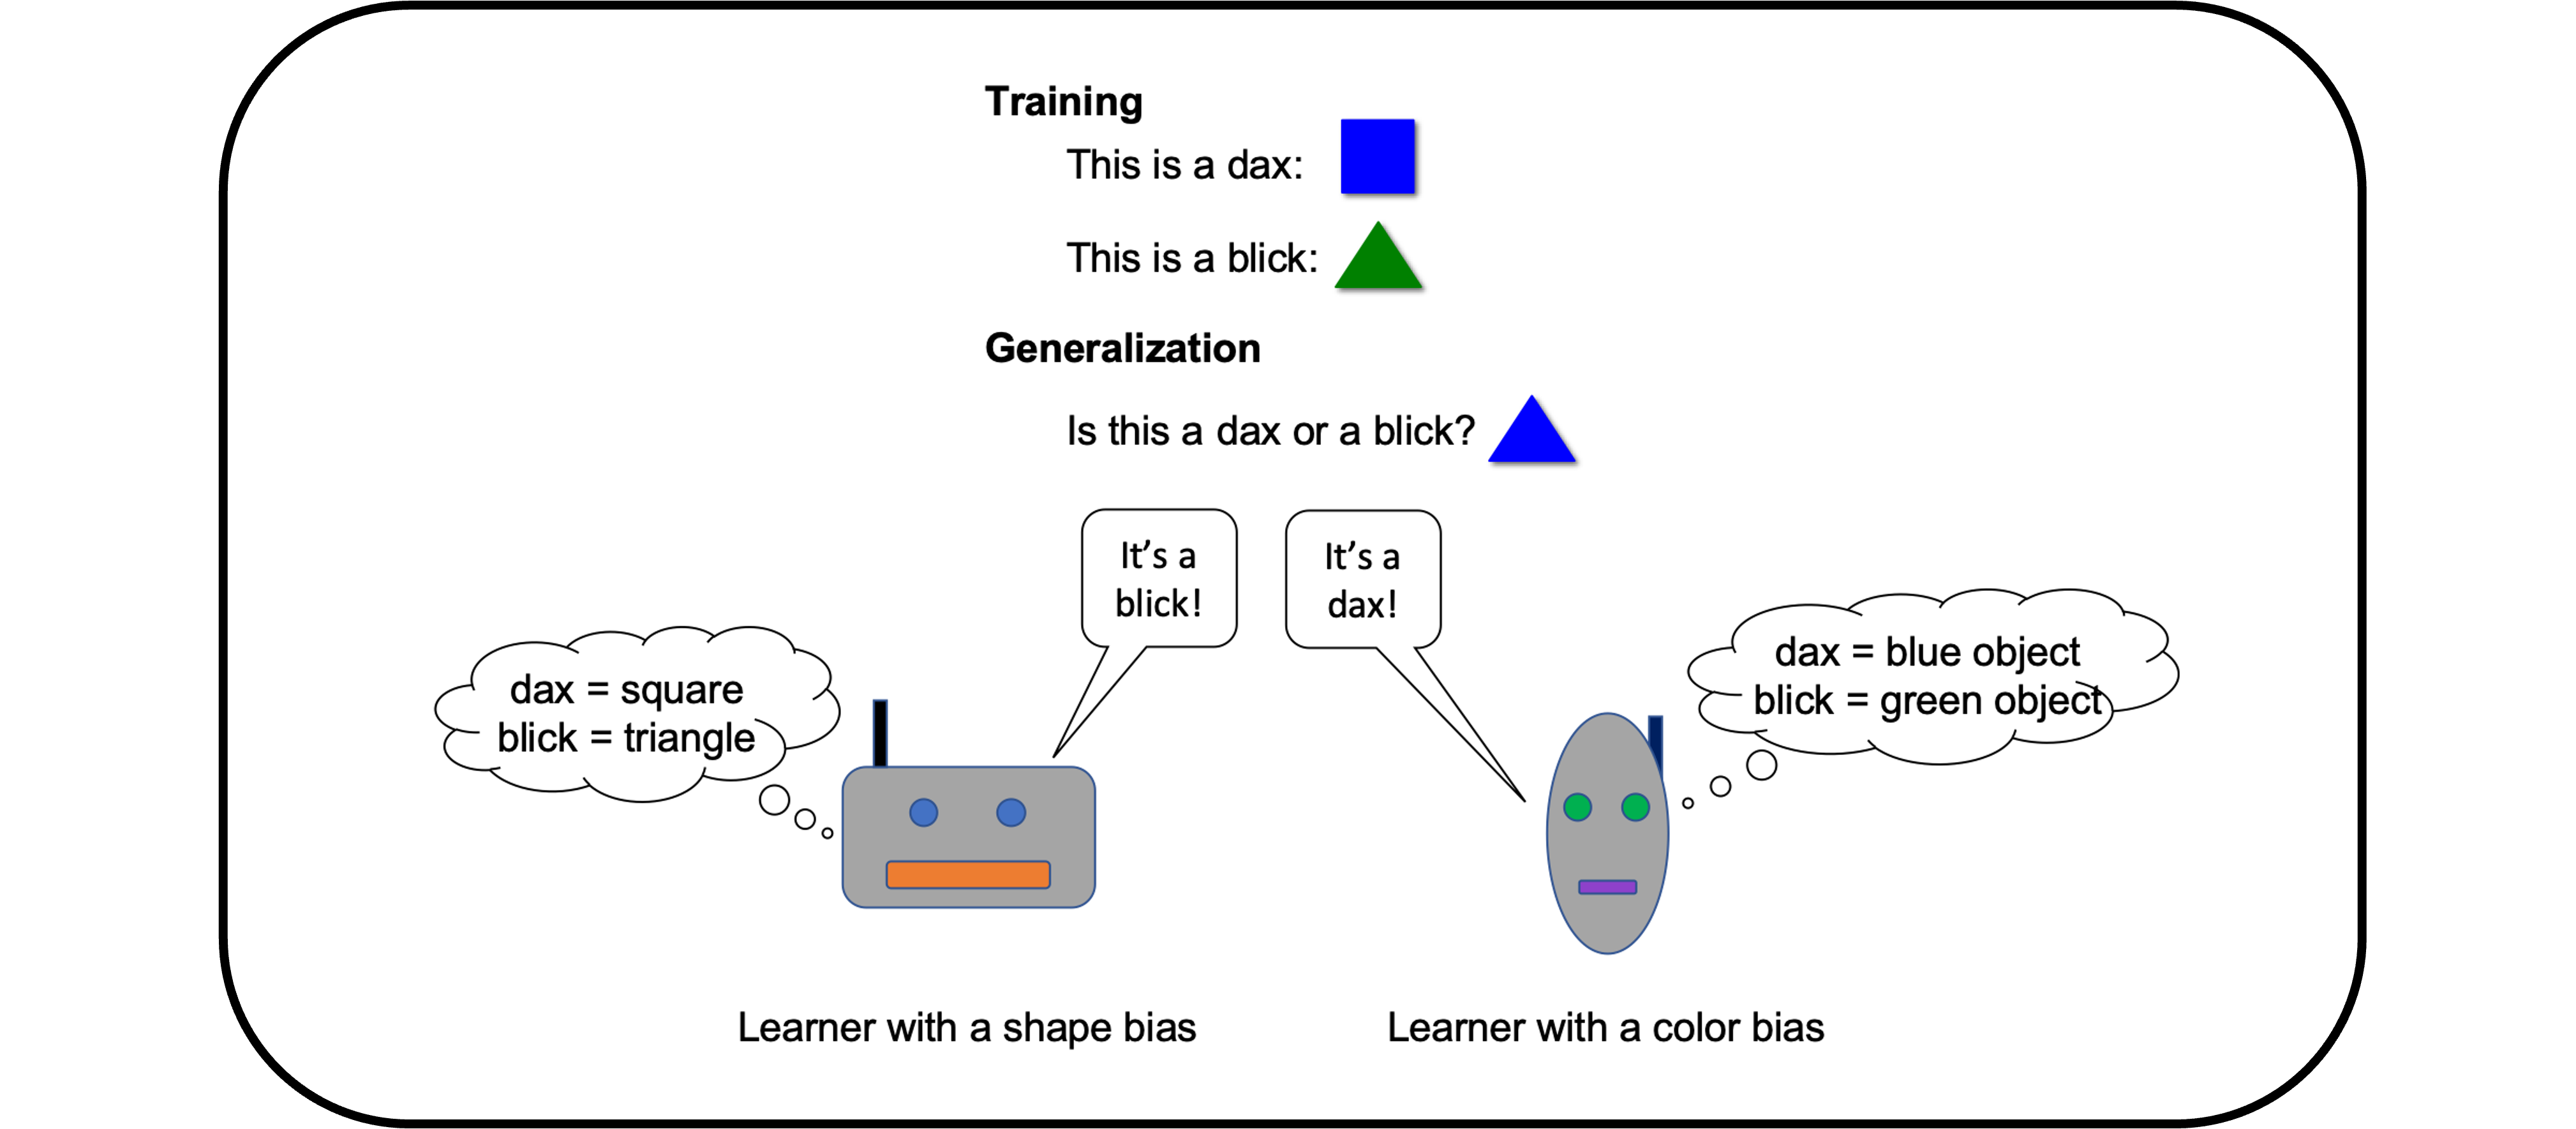 Training
This is a dax:
This is a blick:
Generalization
Is this a dax or a blick?
It's a
blick!
It's a
dax!
dax = square
blick = triangle
dax = blue object
blick = green object
Learner with a shape bias
Learner with a color bias